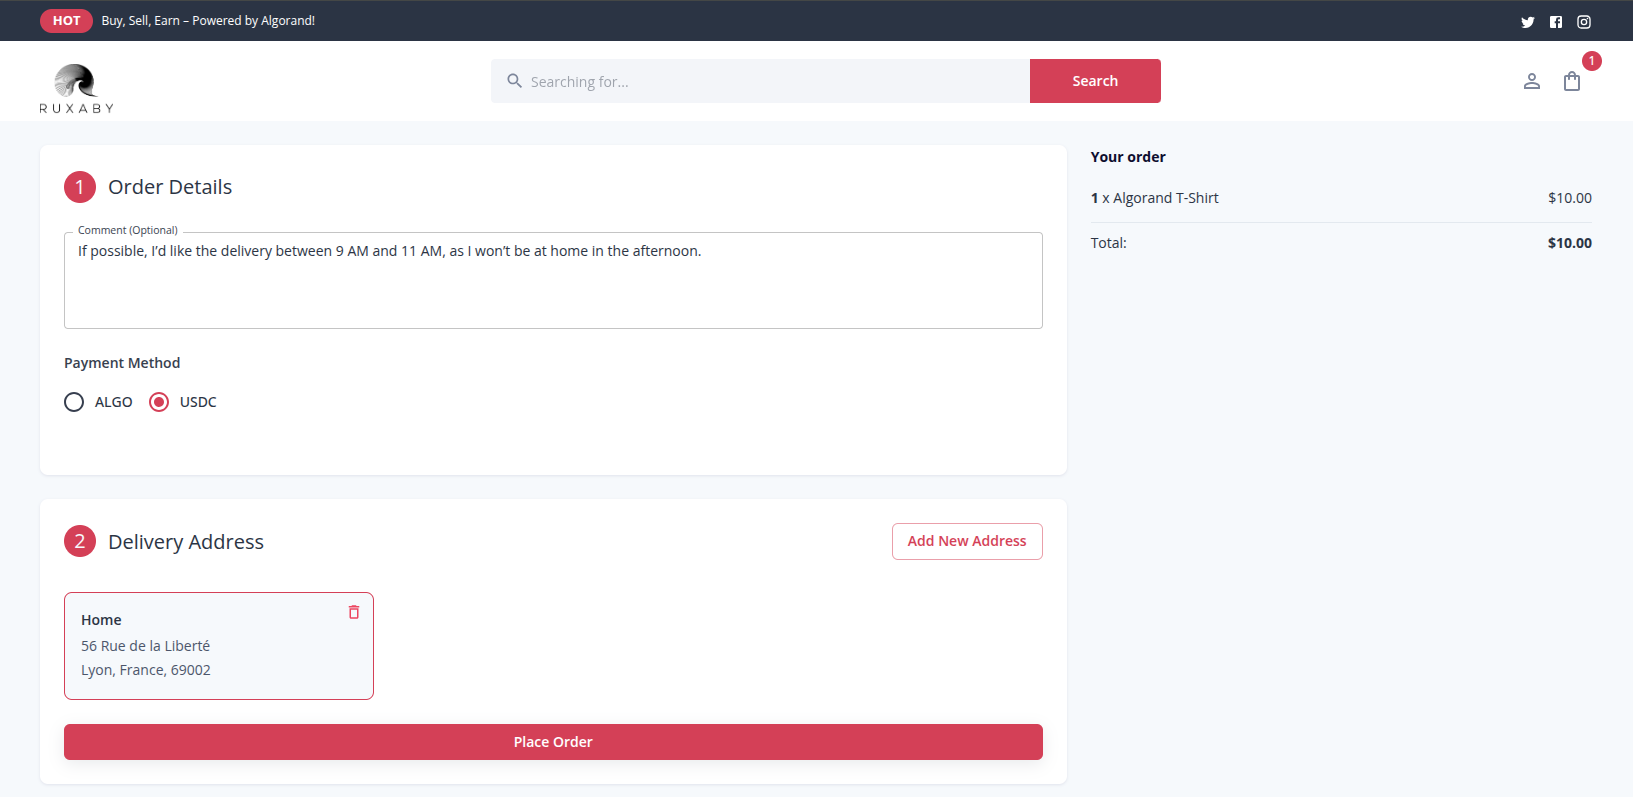 HOT Buy, Sell, Earn – Powered by Algorand!
RUXABY
Searching for...
Search
1
1 Order Details
Comment (Optional)
If possible, I’d like the delivery between 9 AM and 11 AM, as I won’t be at home in the afternoon.
Payment Method
ALGO USDC
2 Delivery Address
Add New Address
Home
56 Rue de la Liberté
Lyon, France, 69002
Place Order
Your order
1 x Algorand T-Shirt $10.00
Total: $10.00